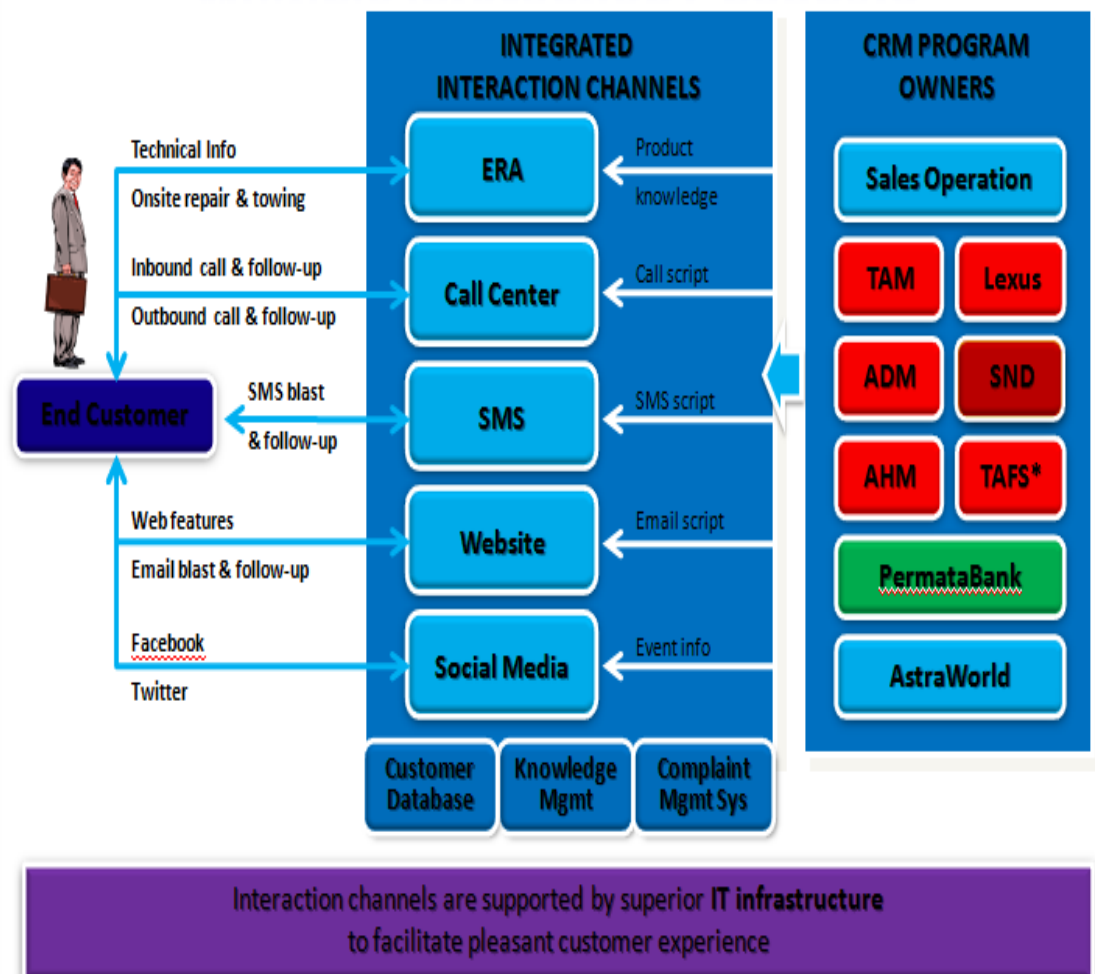 INTEGRATED
INTERACTION CHANNELS
CRM PROGRAM
OWNERS
Technical Info
Onsite repair & towing
ERA
Product
knowledge
Inbound call & follow-up
Outbound call & follow-up
Call Center
Call script
End Customer
SMS blast
& follow-up
SMS
SMS script
Web features
Email blast & follow-up
Website
Email script
Facebook
Twitter
Social Media
Event info
Customer
Database
Knowledge
Mgmt
Complaint
Mgmt Sys
Sales Operation
TAM
Lexus
ADM
SND
AHM
TAFS*
PermataBank
AstraWorld
Interaction channels are supported by superior IT infrastructure
to facilitate pleasant customer experience